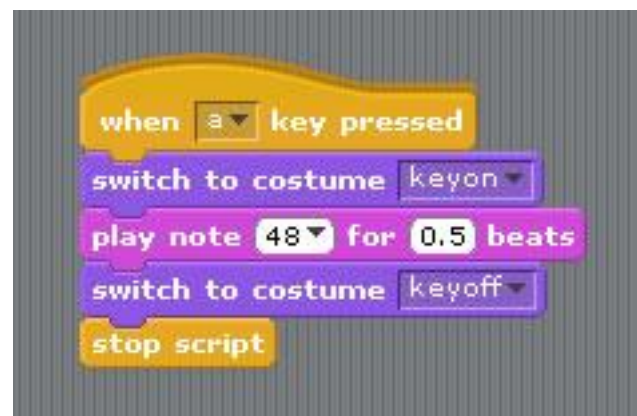 when a key pressed
switch to costume keyon
play note 48 for 0.5 beats
switch to costume keyoff
stop script